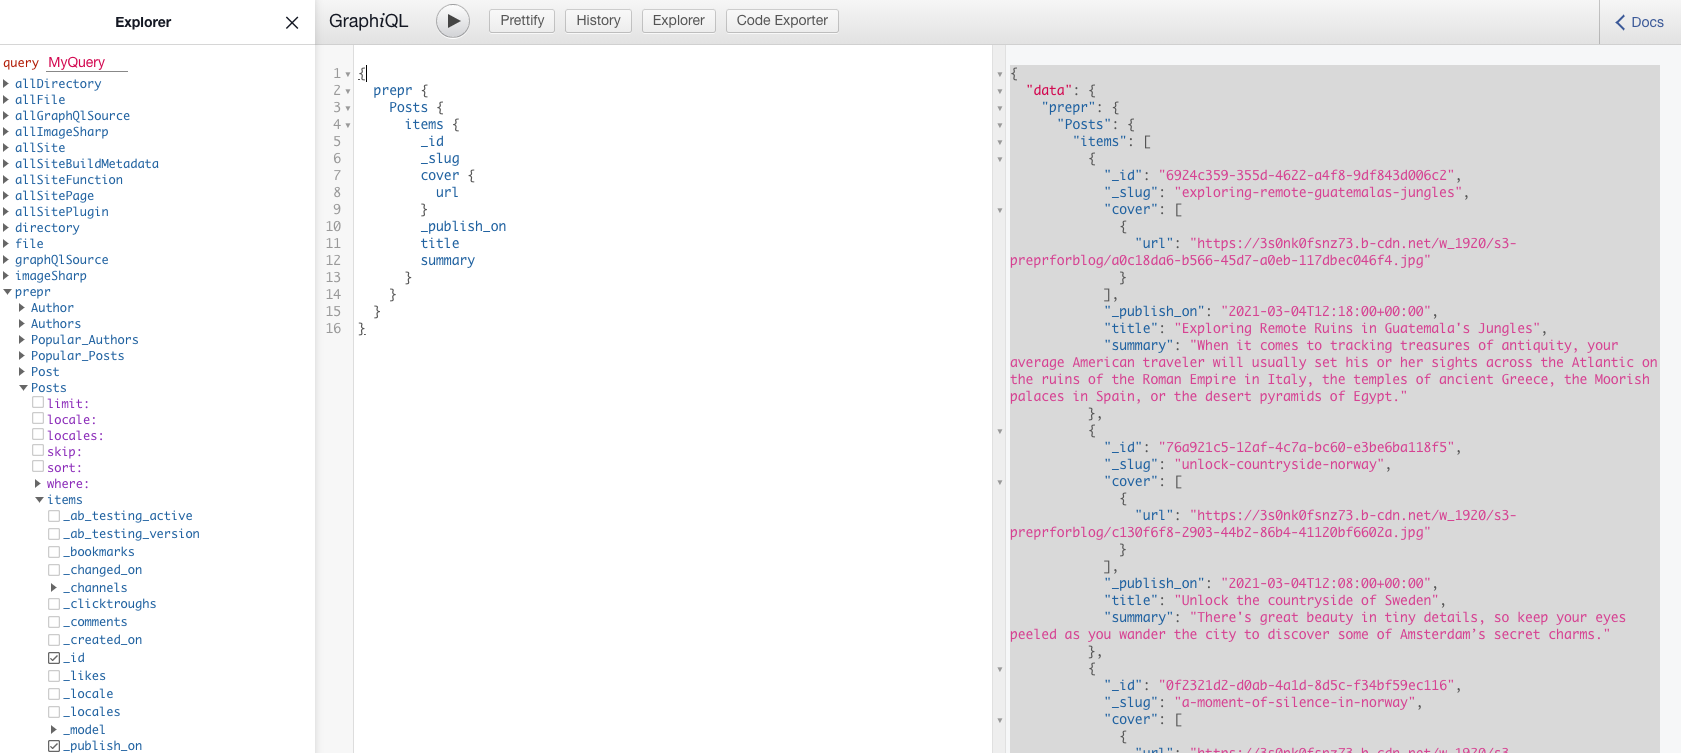 Explorer
GraphiQL
Prettify
History
Explorer
Code Exporter
Docs
query MyQuery
allDirectory
allFile
allGraphQlSource
allImageSharp
allSite
allSiteBuildMetadata
allSiteFunction
allSitePage
allSitePlugin
directory
file
graphQlSource
imageSharp
prepr
Author
Authors
Popular_Authors
Popular_Posts
Post
Posts
limit:
locale:
locales:
skip:
sort:
where:
items
_ab_testing_active
_ab_testing_version
_bookmarks
_changed_on
_channels
_clicktroughs
_comments
_created_on
_id
_likes
_locale
_locales
_model
_publish_on
1 {
2 prepr {
3 Posts {
4 items {
5 _id
6 _slug
7 cover {
8 url
9 }
10 _publish_on
11 title
12 summary
13 }
14 }
15 }
16 }
{
"data": {
"prepr": {
"Posts": {
"items": [
{
"_id": "6924c359-355d-4622-a4f8-9df843d006c2",
"_slug": "exploring-remote-guatemalas-jungles",
"cover": [
{
"url": "https://3s0nk0fsnz73.b-cdn.net/w_1920/s3-
preprforblog/a0c18da6-b566-45d7-a0eb-117dbec046f4.jpg"
}
],
"_publish_on": "2021-03-04T12:18:00+00:00",
"title": "Exploring Remote Ruins in Guatemala's Jungles",
"summary": "When it comes to tracking treasures of antiquity, your
average American traveler will usually set his or her sights across the Atlantic on
the ruins of the Roman Empire in Italy, the temples of ancient Greece, the Moorish
palaces in Spain, or the desert pyramids of Egypt."
},
{
"_id": "76a921c5-12af-4c7a-bc60-e3be6ba118f5",
"_slug": "unlock-countryside-norway",
"cover": [
{
"url": "https://3s0nk0fsnz73.b-cdn.net/w_1920/s3-
preprforblog/c130f6f8-2903-44b2-86b4-41120bf6602a.jpg"
}
],
"_publish_on": "2021-03-04T12:08:00+00:00",
"title": "Unlock the countryside of Sweden",
"summary": "There's great beauty in tiny details, so keep your eyes
peeled as you wander the city to discover some of Amsterdam's secret charms."
},
{
"_id": "0f2321d2-d0ab-4a1d-8d5c-f34bf59ec116",
"_slug": "a-moment-of-silence-in-norway",
"cover": [
{
"url": "https://3s0nk0fsnz73.b-cdn.net/w_1920/s3-